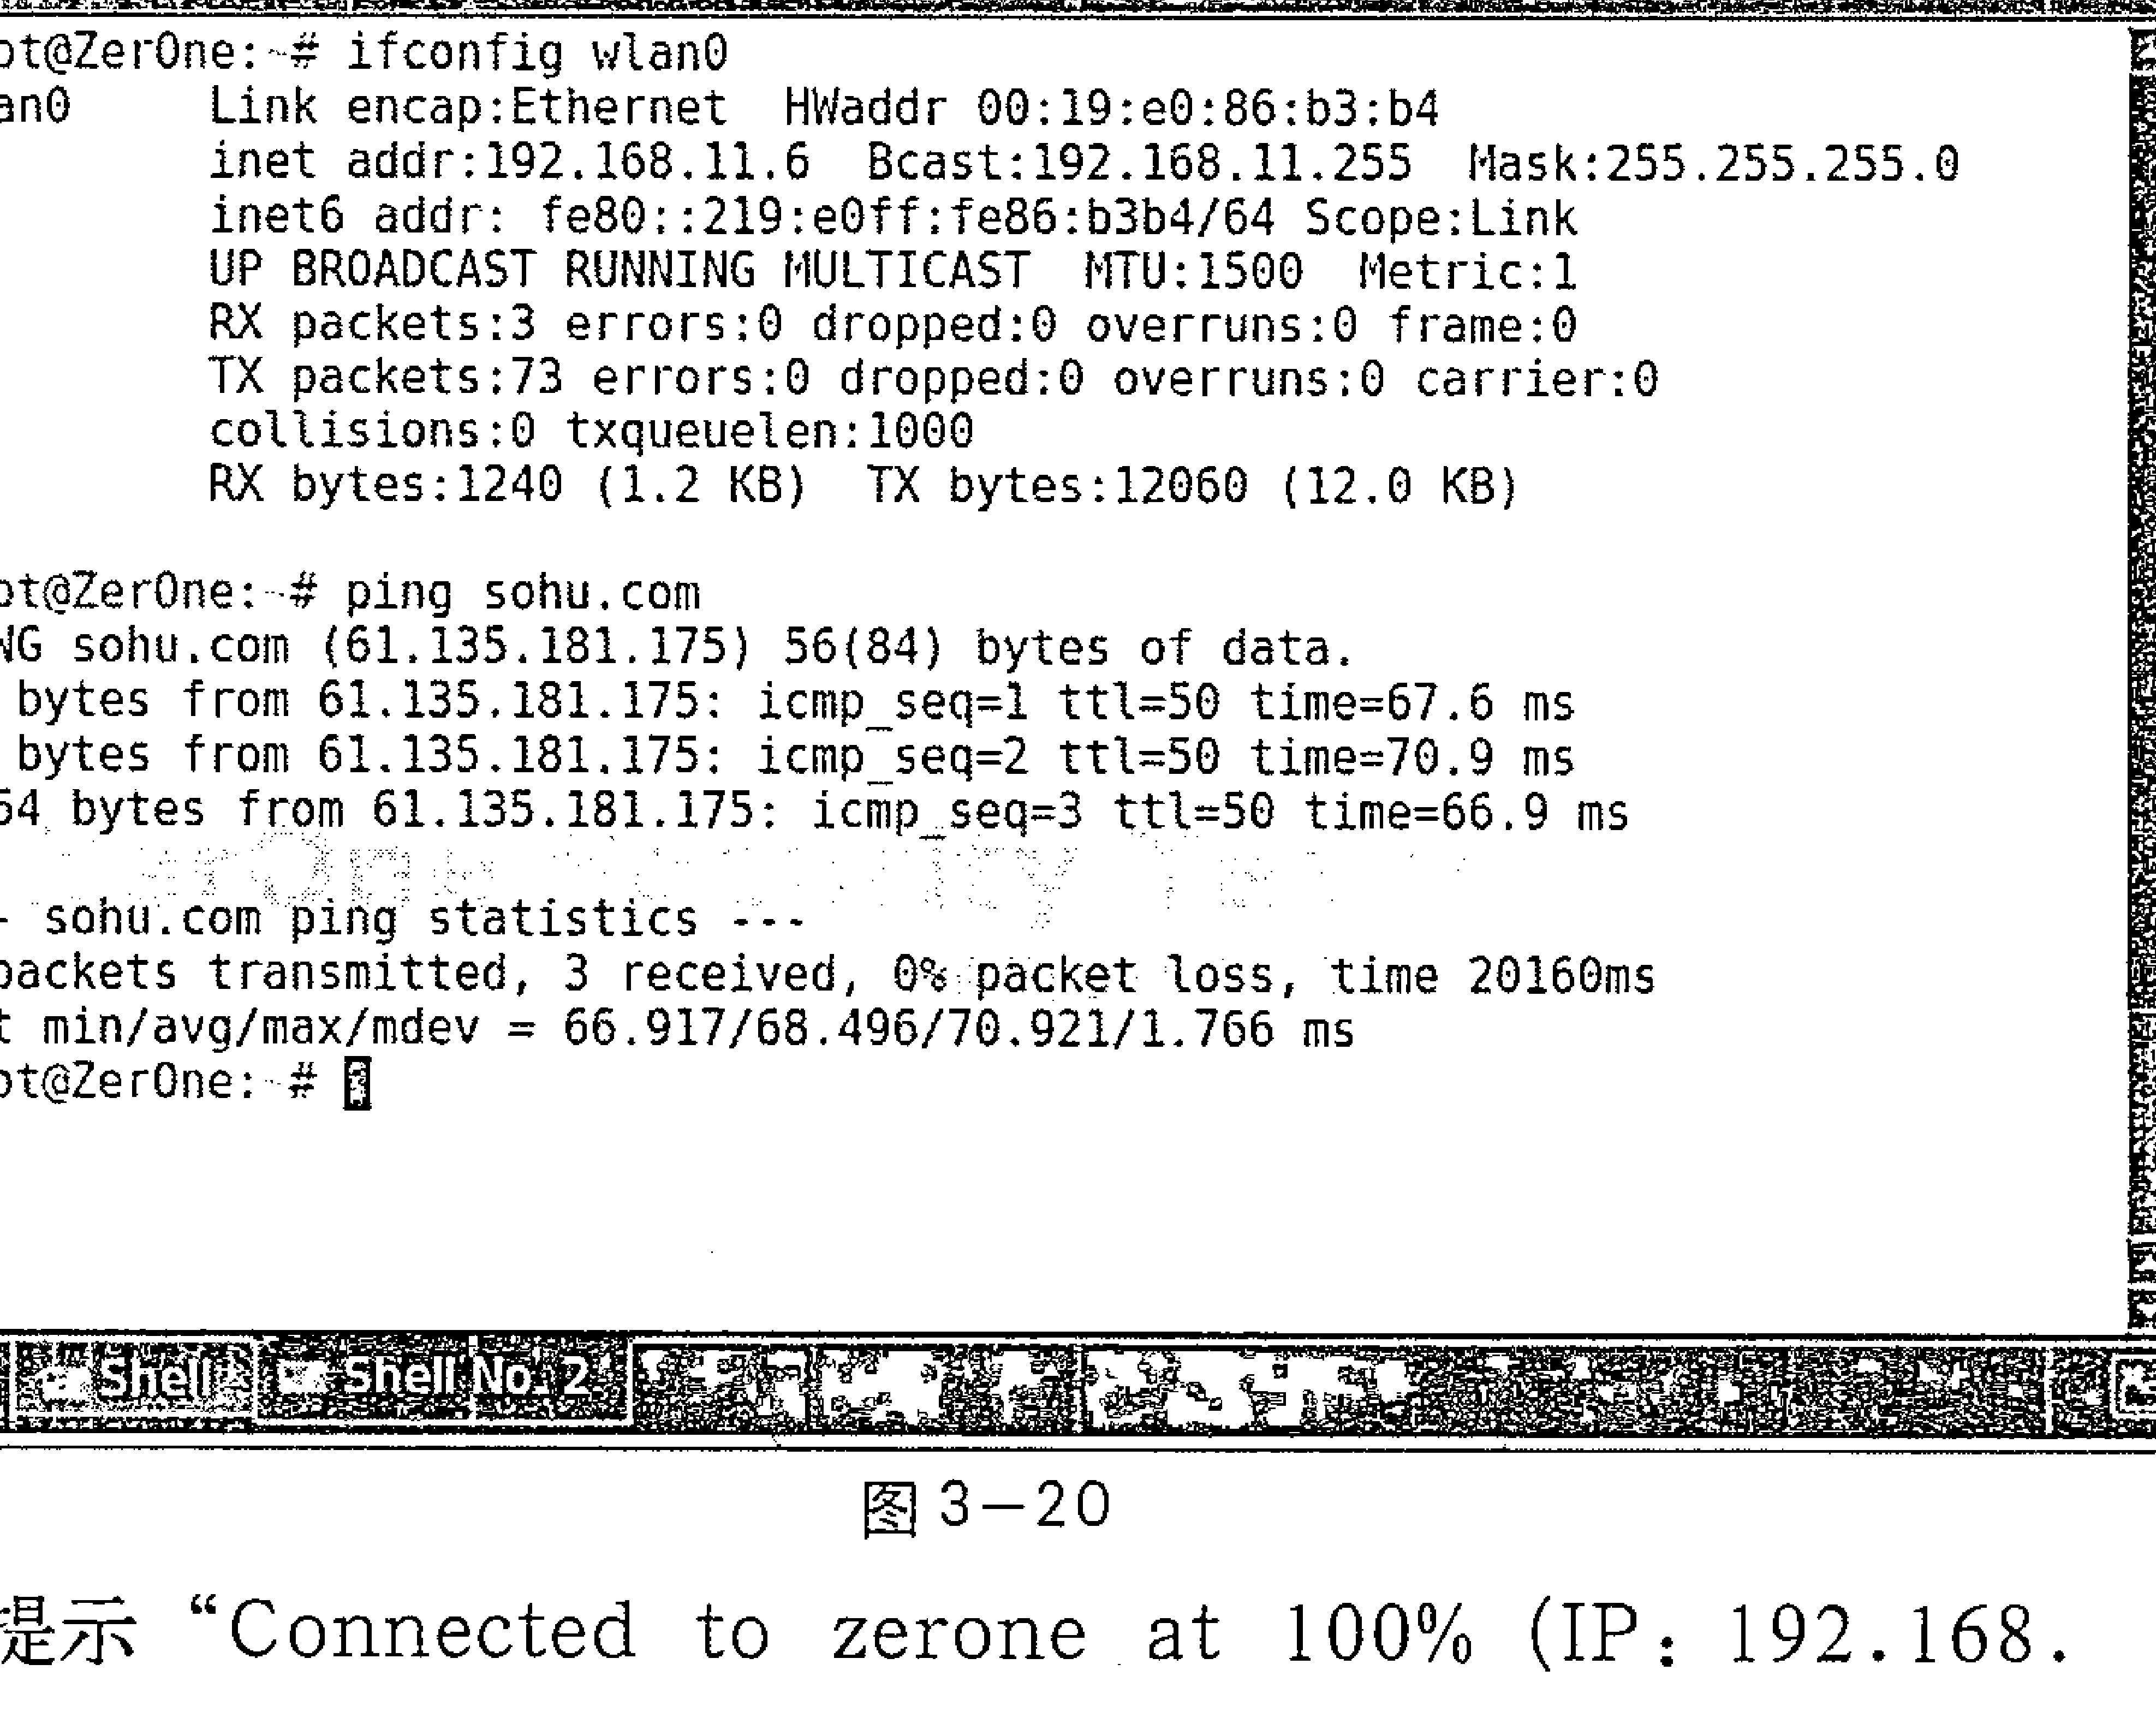 ot@ZerOne:~# ifconfig wlan0
an0 Link encap:Ethernet HWaddr 00:19:e0:86:b3:b4
inet addr:192.168.11.6 Bcast:192.168.11.255 Mask:255.255.255.0
inet6 addr: fe80::219:e0ff:fe86:b3b4/64 Scope:Link
UP BROADCAST RUNNING MULTICAST MTU:1500 Metric:1
RX packets:3 errors:0 dropped:0 overruns:0 frame:0
TX packets:73 errors:0 dropped:0 overruns:0 carrier:0
collisions:0 txqueuelen:1000
RX bytes:1240 (1.2 KB) TX bytes:12060 (12.0 KB)
ot@ZerOne:~# ping sohu.com
NG sohu.com (61.135.181.175) 56(84) bytes of data.
bytes from 61.135.181.175: icmp_seq=1 ttl=50 time=67.6 ms
bytes from 61.135.181.175: icmp_seq=2 ttl=50 time=70.9 ms
64 bytes from 61.135.181.175: icmp_seq=3 ttl=50 time=66.9 ms
- sohu.com ping statistics ---
packets transmitted, 3 received, 0% packet loss, time 20160ms
t min/avg/max/mdev = 66.917/68.496/70.921/1.766 ms
ot@ZerOne:~#
Shell Shell No. 2
图 3-20
提示 “Connected to zerone at 100% (IP: 192.168.